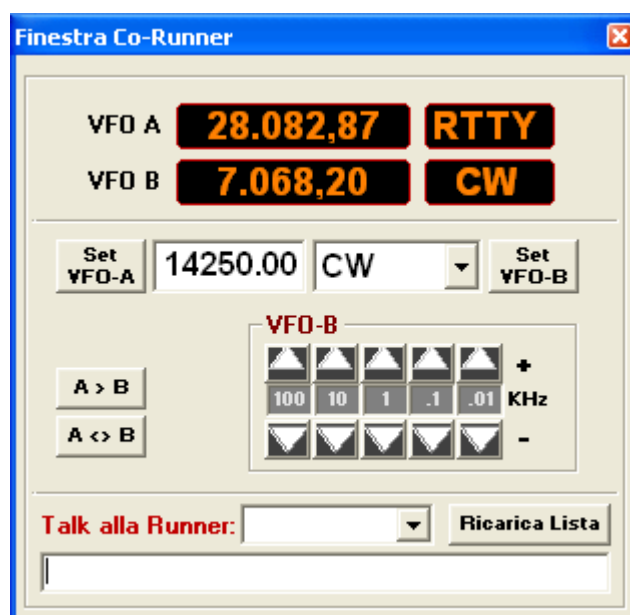 Finestra Co-Runner
VFO A 28.082,87 RTTY
VFO B 7.068,20 CW
Set VFO-A 14250.00 CW Set VFO-B
VFO-B
+
100 10 1 .1 .01 KHz
-
A > B
A <> B
Talk alla Runner: Ricarica Lista